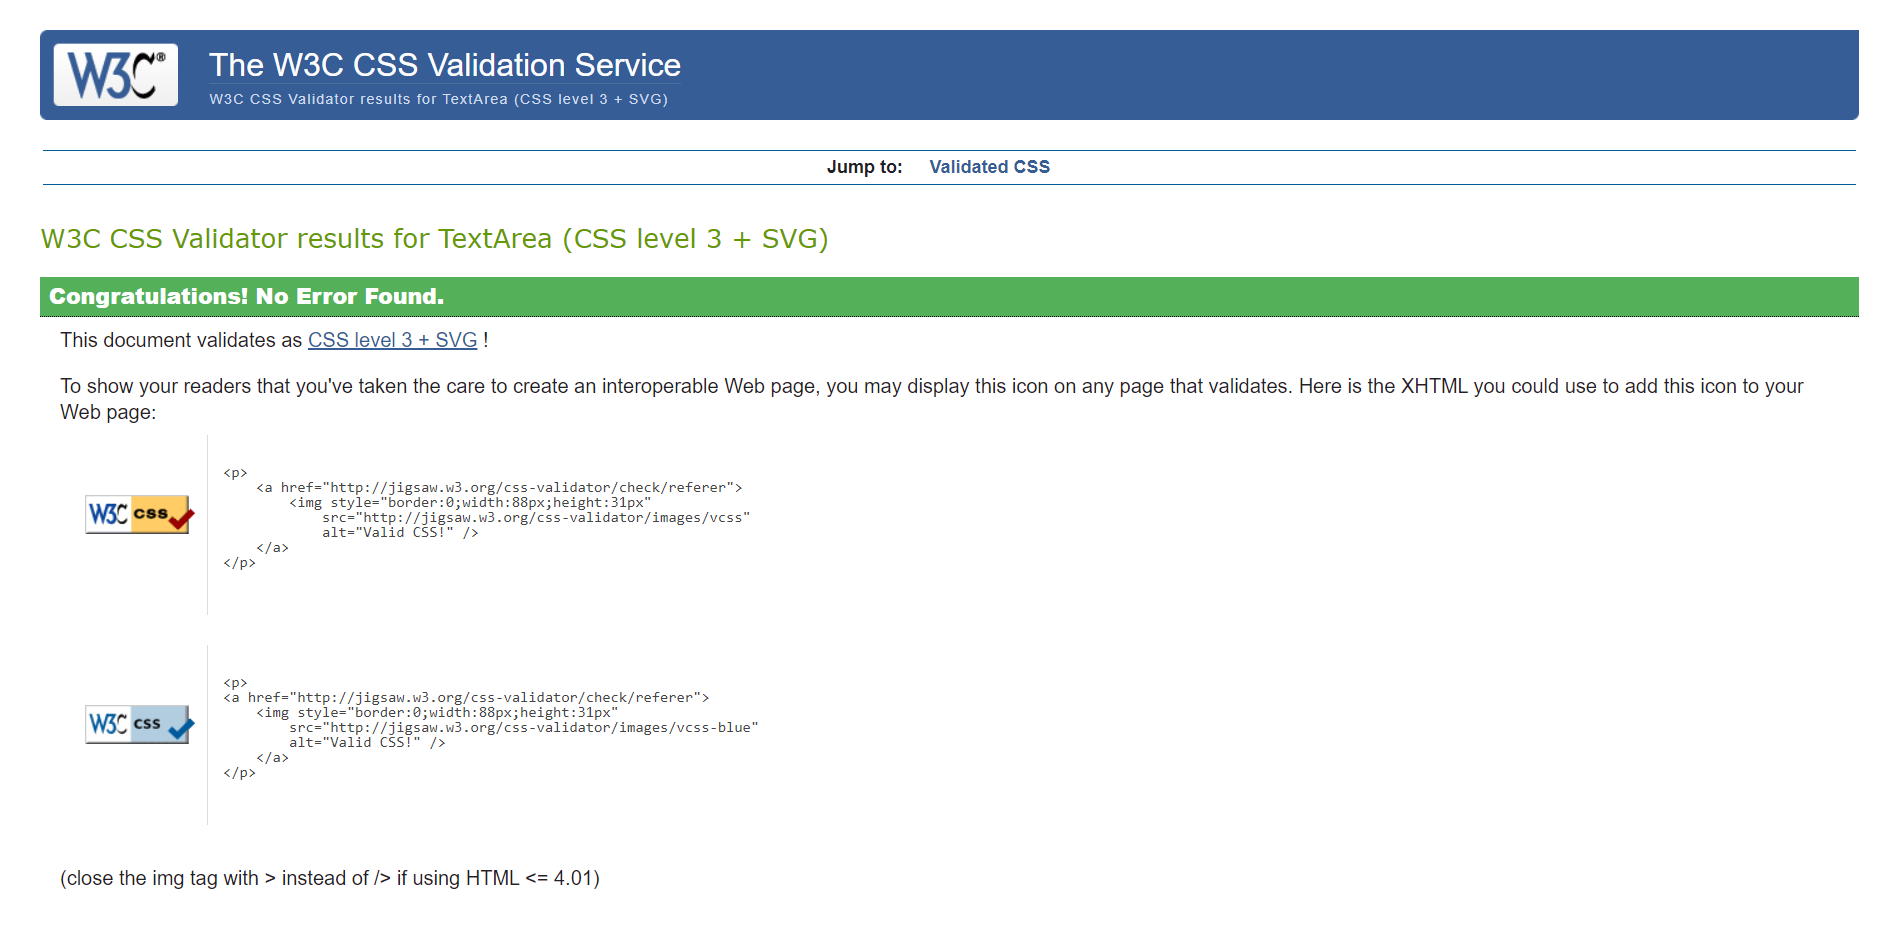 W3C®
The W3C CSS Validation Service
W3C CSS Validator results for TextArea (CSS level 3 + SVG)
Jump to: Validated CSS
W3C CSS Validator results for TextArea (CSS level 3 + SVG)
Congratulations! No Error Found.
This document validates as CSS level 3 + SVG !
To show your readers that you've taken the care to create an interoperable Web page, you may display this icon on any page that validates. Here is the XHTML you could use to add this icon to your
Web page:
W3C css
<p>
    <a href="http://jigsaw.w3.org/css-validator/check/referer">
        <img style="border:0;width:88px;height:31px"
            src="http://jigsaw.w3.org/css-validator/images/vcss"
            alt="Valid CSS!" />
    </a>
</p>
W3C css
<p>
<a href="http://jigsaw.w3.org/css-validator/check/referer">
    <img style="border:0;width:88px;height:31px"
        src="http://jigsaw.w3.org/css-validator/images/vcss-blue"
        alt="Valid CSS!" />
    </a>
</p>
(close the img tag with > instead of /> if using HTML <= 4.01)